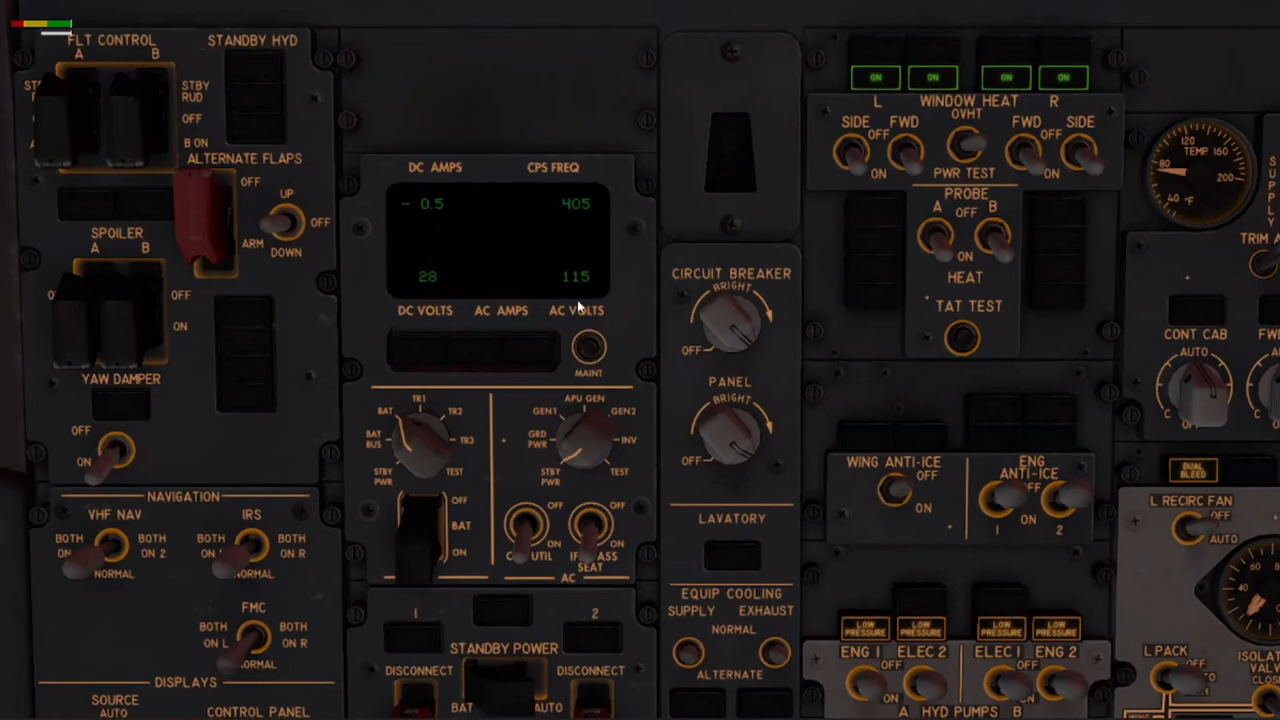 FLT CONTROL
A B
STBY
RUD
OFF
B ON
STANDBY HYD
ALTERNATE FLAPS
OFF
ARM
UP
OFF
DOWN
SPOILER
A B
OFF
ON
YAW DAMPER
OFF
ON
NAVIGATION
VHF NAV
BOTH
ON
BOTH
ON 2
NORMAL
IRS
BOTH
ON
BOTH
ON R
NORMAL
FMC
BOTH
ON L
BOTH
ON R
NORMAL
DISPLAYS
SOURCE
AUTO
CONTROL PANEL
DC AMPS CPS FREQ
- 0.5 405
28 115
DC VOLTS AC AMPS AC VOLTS
MAINT
TR1
BAT TR2
BAT
BUS
TR3
STBY
PWR
TEST
APU GEN
GEN1 GEN2
GRD
PWR
INV
STBY
PWR
TEST
OFF
BAT
ON
OFF
ON
UTIL
OFF
ON
SEAT
AC
1 2
STANDBY POWER
DISCONNECT DISCONNECT
BAT AUTO
CIRCUIT BREAKER
BRIGHT
OFF
PANEL
BRIGHT
OFF
LAVATORY
EQUIP COOLING
SUPPLY EXHAUST
NORMAL
ALTERNATE
ON ON ON ON
L WINDOW HEAT R
SIDE OFF FWD OVHT FWD OFF SIDE
ON PWR TEST ON
PROBE
A OFF B
ON
HEAT
TAT TEST
WING ANTI-ICE
OFF
ON
ENG
ANTI-ICE
OFF
1 ON 2
LOW
PRESSURE
LOW
PRESSURE
LOW
PRESSURE
LOW
PRESSURE
ENG 1 ELEC 2 ELEC 1 ENG 2
OFF OFF
ON ON
A HYD PUMPS B
120
TEMP 160
80
200
40 °F
SUPPLY
TRIM A
CONT CAB
AUTO
C
FW
DUAL
BLEED
L RECIRC FAN
OFF
AUTO
60
40
L PACK
OFF
ISOLA
VALV
CLOSE